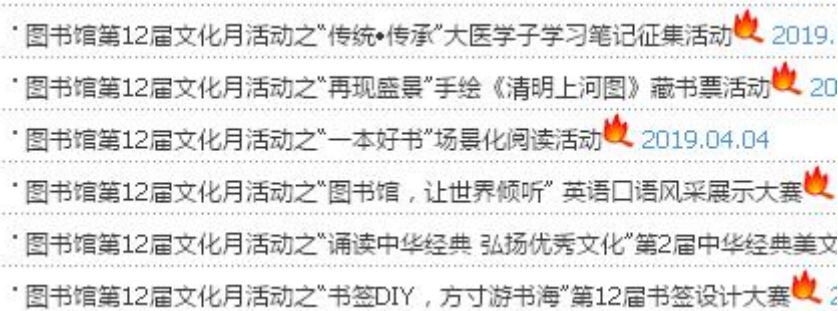 图书馆第12届文化月活动之“传统•传承”大医学子学习笔记征集活动 2019.
图书馆第12届文化月活动之“再现盛景”手绘《清明上河图》藏书票活动 20
图书馆第12届文化月活动之“一本好书”场景化阅读活动 2019.04.04
图书馆第12届文化月活动之“图书馆，让世界倾听” 英语口语风采展示大赛
图书馆第12届文化月活动之“诵读中华经典 弘扬优秀文化”第2届中华经典美文
图书馆第12届文化月活动之“书签DIY，方寸游书海”第12届书签设计大赛 2